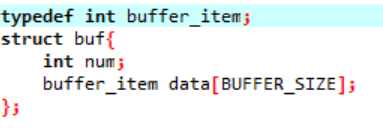 typedef int buffer_item;
struct buf{
    int num;
    buffer_item data[BUFFER_SIZE];
};